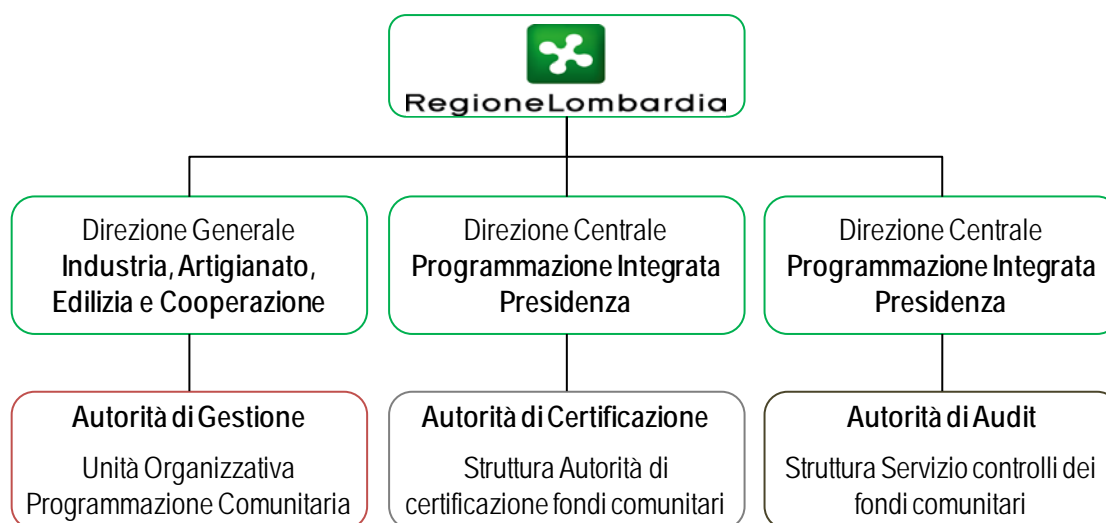 RegioneLombardia
Direzione Generale
Industria, Artigianato,
Edilizia e Cooperazione
Direzione Centrale
Programmazione Integrata
Presidenza
Direzione Centrale
Programmazione Integrata
Presidenza
Autorità di Gestione
Unità Organizzativa
Programmazione Comunitaria
Autorità di Certificazione
Struttura Autorità di
certificazione fondi comunitari
Autorità di Audit
Struttura Servizio controlli dei
fondi comunitari